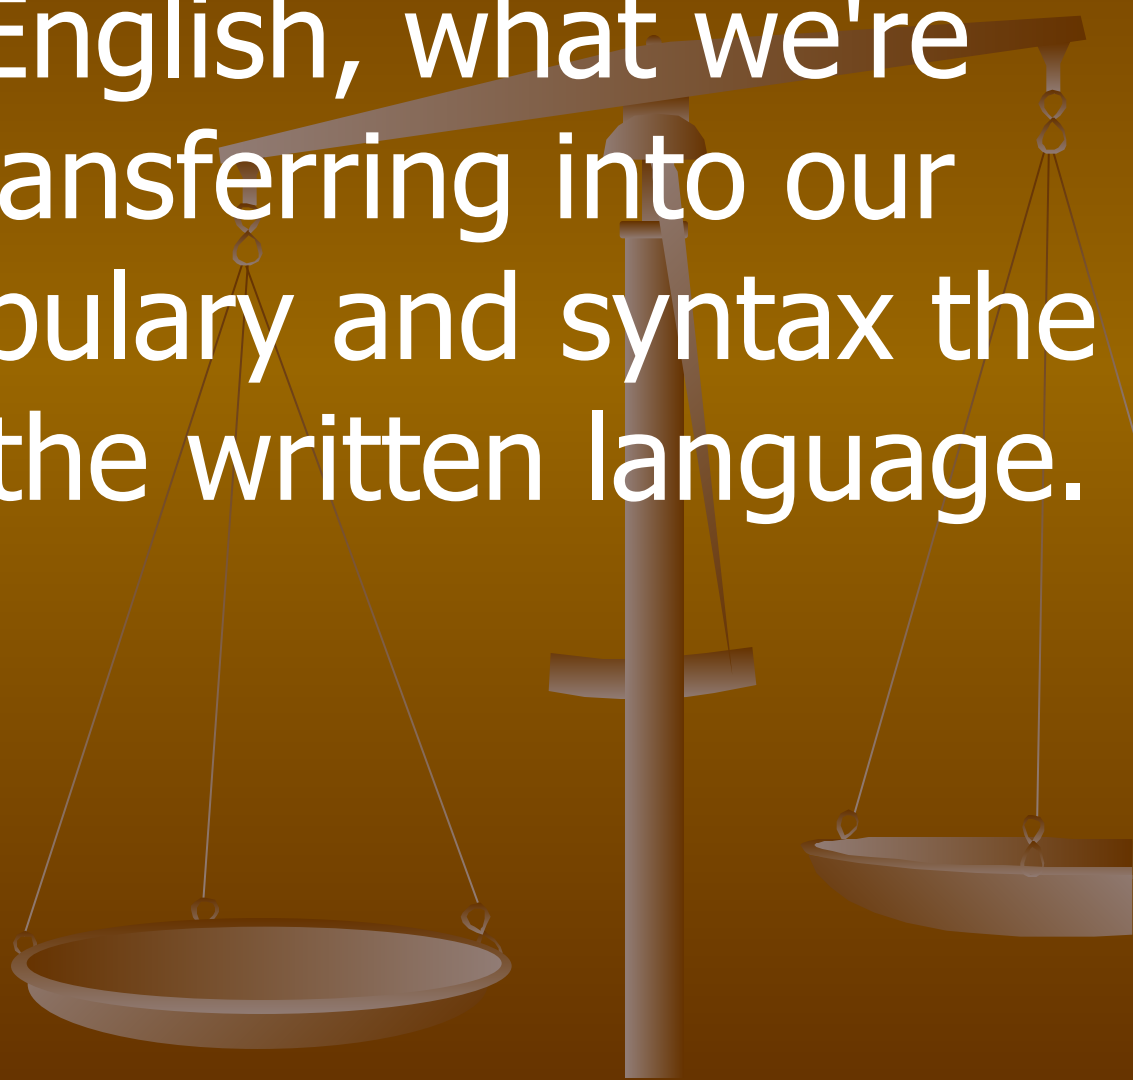 English, what we're
ansferring into our
bulary and syntax the
the written language.